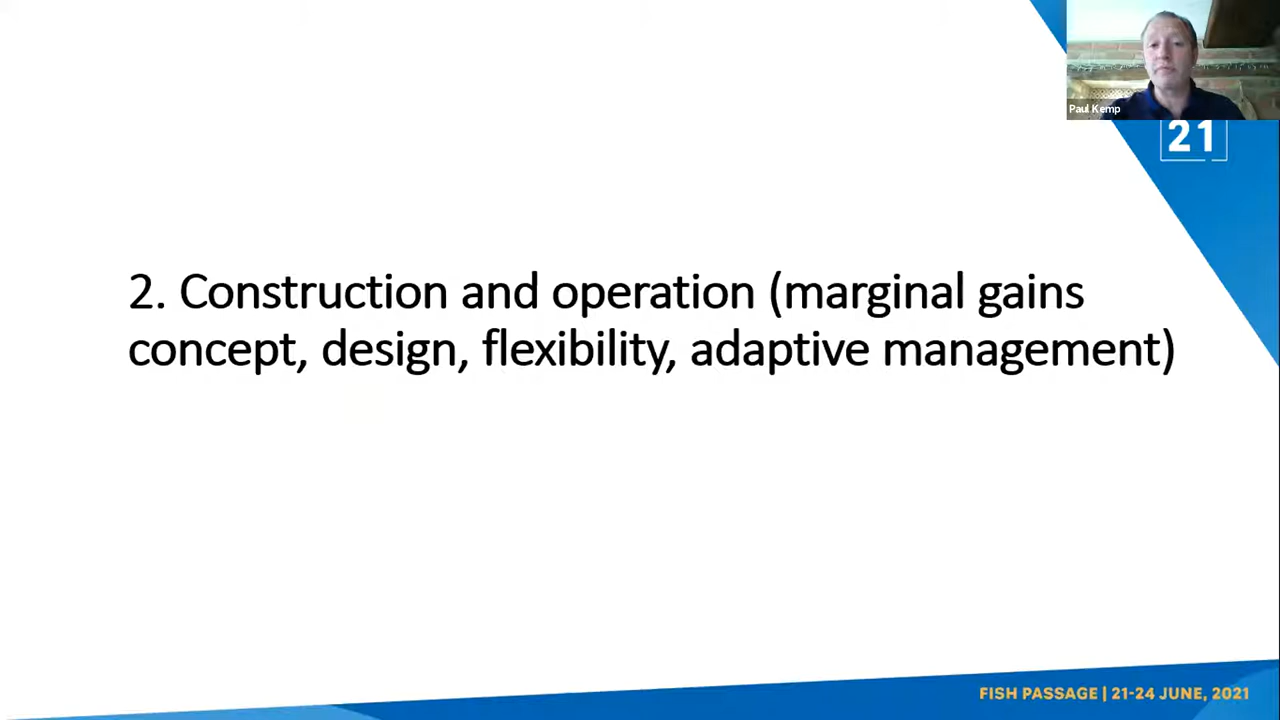 Paul Kemp
21
2. Construction and operation (marginal gains
concept, design, flexibility, adaptive management)
FISH PASSAGE | 21-24 JUNE, 2021